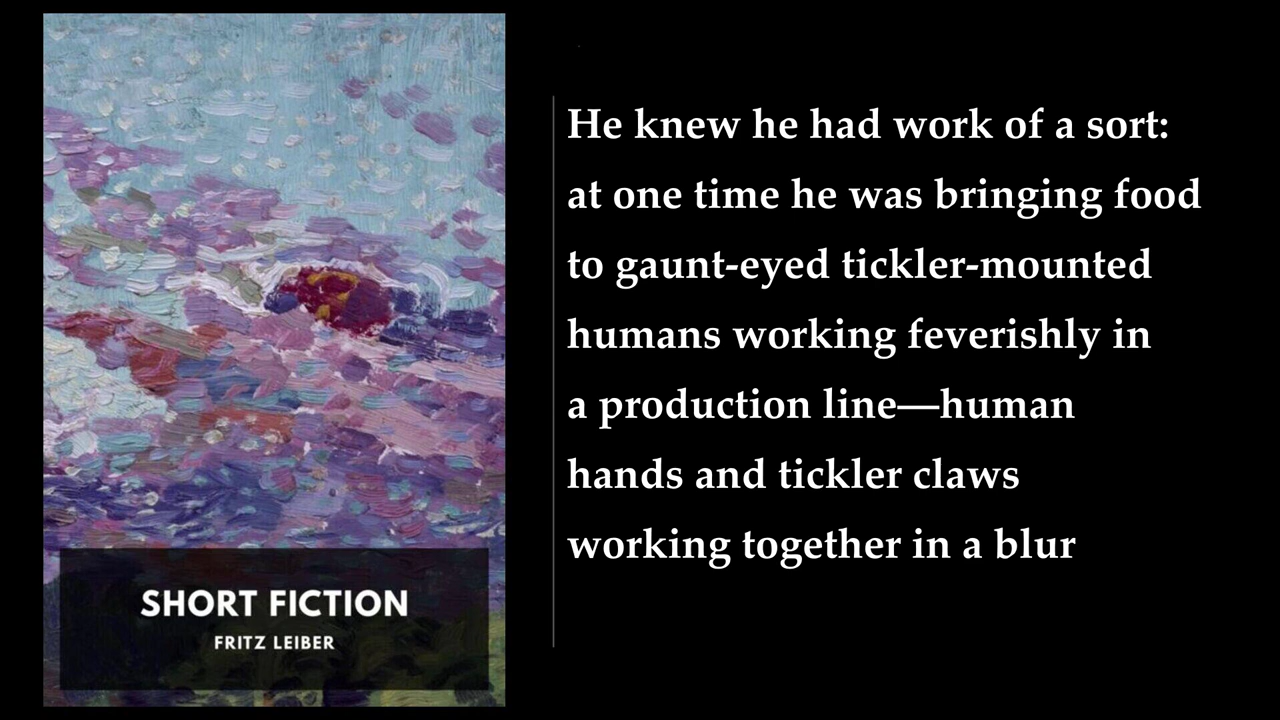 SHORT FICTION
FRITZ LEIBER
He knew he had work of a sort:
at one time he was bringing food
to gaunt-eyed tickler-mounted
humans working feverishly in
a production line—human
hands and tickler claws
working together in a blur